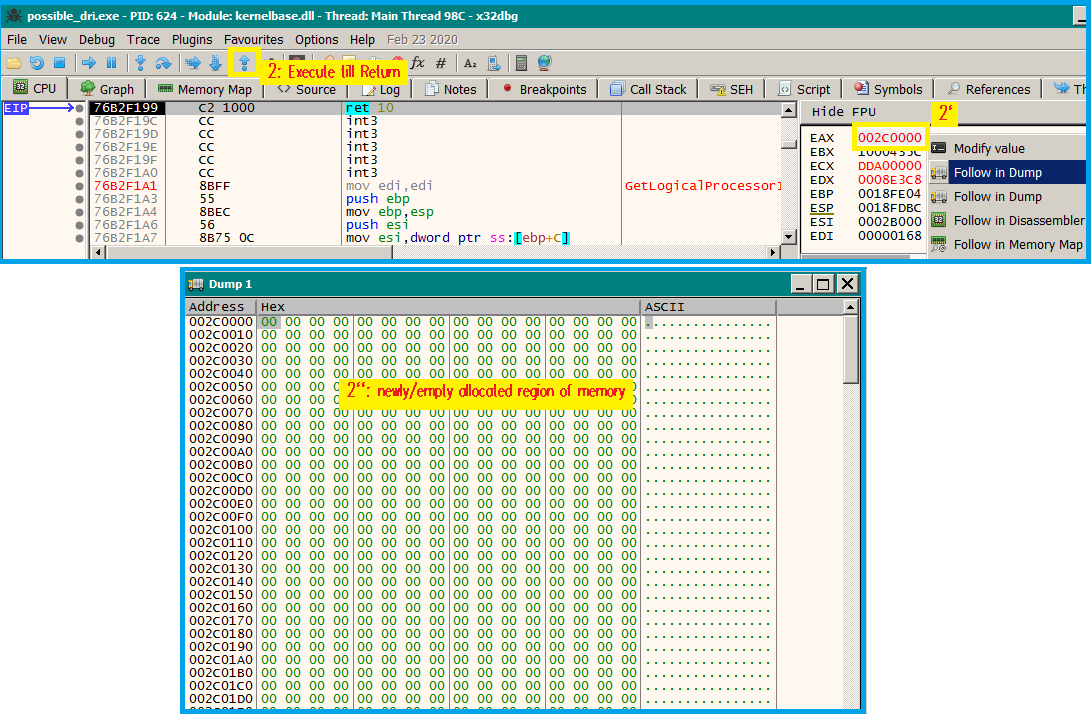 possible_dri.exe - PID: 624 - Module: kernelbase.dll - Thread: Main Thread 98C - x32dbg
File View Debug Trace Plugins Favourites Options Help Feb 23 2020
2: Execute till Return
CPU Graph Memory Map Source Log Notes Breakpoints Call Stack SEH Script Symbols References Th
EIP 76B2F199 C2 1000 ret 10
76B2F19C CC int3
76B2F19D CC int3
76B2F19E CC int3
76B2F19F CC int3
76B2F1A0 CC int3
76B2F1A1 8BFF mov edi,edi GetLogicalProcessorI
76B2F1A3 55 push ebp
76B2F1A4 8BEC mov ebp,esp
76B2F1A6 56 push esi
76B2F1A7 8B75 0C mov esi,dword ptr ss:[ebp+C]
Hide FPU
2‘
EAX 002C0000
EBX 1000435C
ECX DDA00000
EDX 0008E3C8
EBP 0018FE04
ESP 0018FDBC
ESI 0002B000
EDI 00000168
Modify value
Follow in Dump
Follow in Dump
Follow in Disassembler
Follow in Memory Map
Dump 1
Address Hex ASCII
002C0000 00 00 00 00 00 00 00 00 00 00 00 00 00 00 00 00 ................
002C0010 00 00 00 00 00 00 00 00 00 00 00 00 00 00 00 00 ................
002C0020 00 00 00 00 00 00 00 00 00 00 00 00 00 00 00 00 ................
002C0030 00 00 00 00 00 00 00 00 00 00 00 00 00 00 00 00 ................
002C0040 00 00 00 00 00 00 00 00 00 00 00 00 00 00 00 00 ................
002C0050 00 00 00 ................
2“: newly/empty allocated region of memory
002C0060 00 00 00 ................
002C0070 00 00 00 00 00 00 00 00 00 00 00 00 00 00 00 00 ................
002C0080 00 00 00 00 00 00 00 00 00 00 00 00 00 00 00 00 ................
002C0090 00 00 00 00 00 00 00 00 00 00 00 00 00 00 00 00 ................
002C00A0 00 00 00 00 00 00 00 00 00 00 00 00 00 00 00 00 ................
002C00B0 00 00 00 00 00 00 00 00 00 00 00 00 00 00 00 00 ................
002C00C0 00 00 00 00 00 00 00 00 00 00 00 00 00 00 00 00 ................
002C00D0 00 00 00 00 00 00 00 00 00 00 00 00 00 00 00 00 ................
002C00E0 00 00 00 00 00 00 00 00 00 00 00 00 00 00 00 00 ................
002C00F0 00 00 00 00 00 00 00 00 00 00 00 00 00 00 00 00 ................
002C0100 00 00 00 00 00 00 00 00 00 00 00 00 00 00 00 00 ................
002C0110 00 00 00 00 00 00 00 00 00 00 00 00 00 00 00 00 ................
002C0120 00 00 00 00 00 00 00 00 00 00 00 00 00 00 00 00 ................
002C0130 00 00 00 00 00 00 00 00 00 00 00 00 00 00 00 00 ................
002C0140 00 00 00 00 00 00 00 00 00 00 00 00 00 00 00 00 ................
002C0150 00 00 00 00 00 00 00 00 00 00 00 00 00 00 00 00 ................
002C0160 00 00 00 00 00 00 00 00 00 00 00 00 00 00 00 00 ................
002C0170 00 00 00 00 00 00 00 00 00 00 00 00 00 00 00 00 ................
002C0180 00 00 00 00 00 00 00 00 00 00 00 00 00 00 00 00 ................
002C0190 00 00 00 00 00 00 00 00 00 00 00 00 00 00 00 00 ................
002C01A0 00 00 00 00 00 00 00 00 00 00 00 00 00 00 00 00 ................
002C01B0 00 00 00 00 00 00 00 00 00 00 00 00 00 00 00 00 ................
002C01C0 00 00 00 00 00 00 00 00 00 00 00 00 00 00 00 00 ................
002C01D0 00 00 00 00 00 00 00 00 00 00 00 00 00 00 00 00 ................